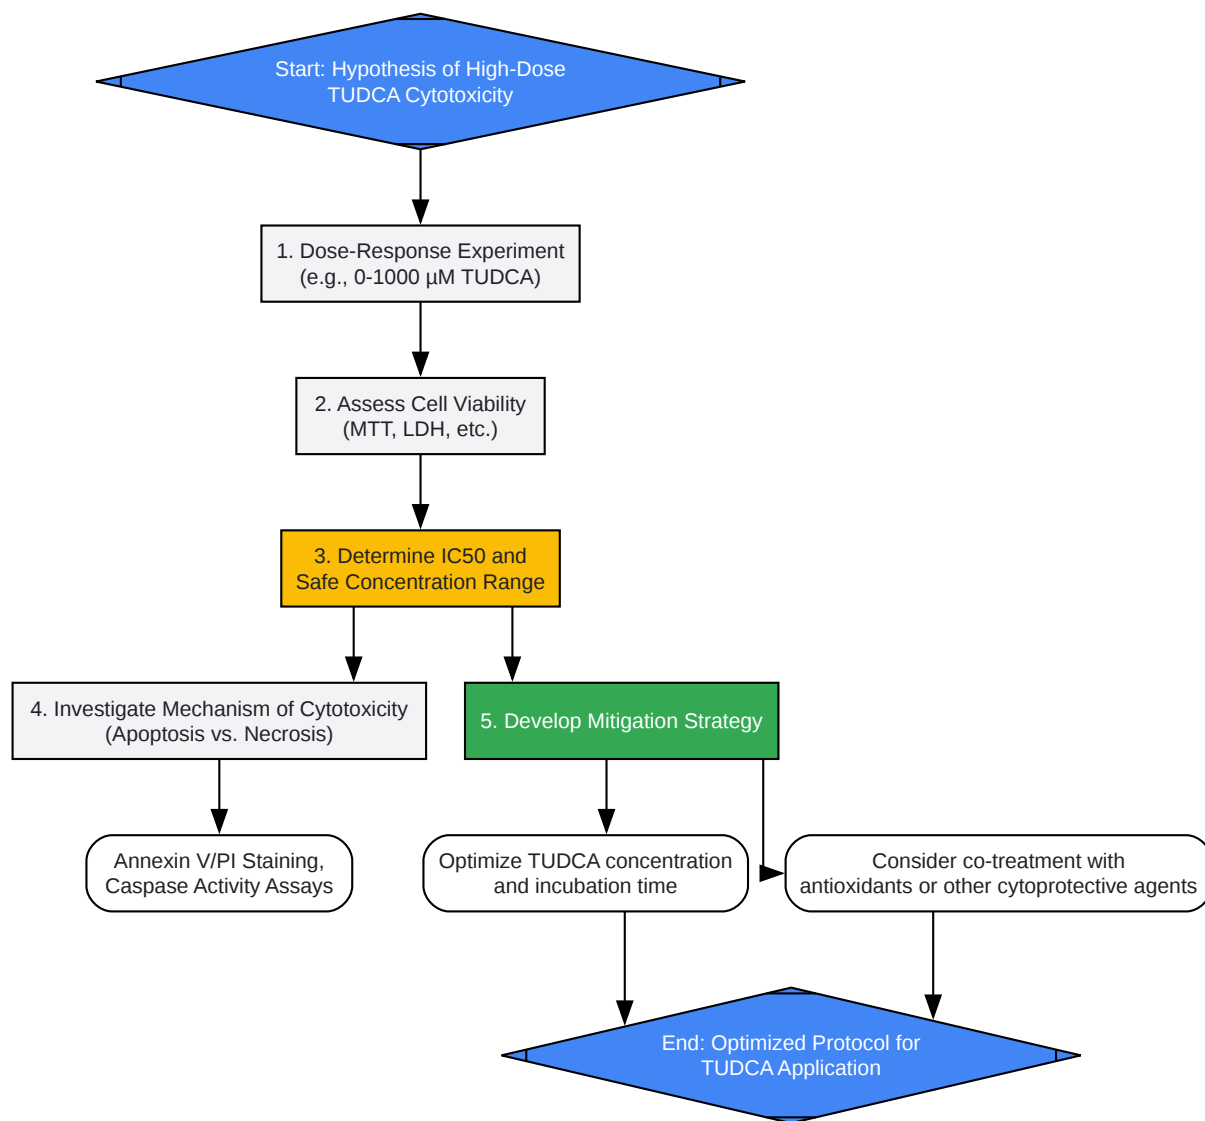 Start: Hypothesis of High-Dose
TUDCA Cytotoxicity
1. Dose-Response Experiment
(e.g., 0-1000 µM TUDCA)
2. Assess Cell Viability
(MTT, LDH, etc.)
3. Determine IC50 and
Safe Concentration Range
4. Investigate Mechanism of Cytotoxicity
(Apoptosis vs. Necrosis)
5. Develop Mitigation Strategy
Annexin V/PI Staining,
Caspase Activity Assays
Optimize TUDCA concentration
and incubation time
Consider co-treatment with
antioxidants or other cytoprotective agents
End: Optimized Protocol for
TUDCA Application